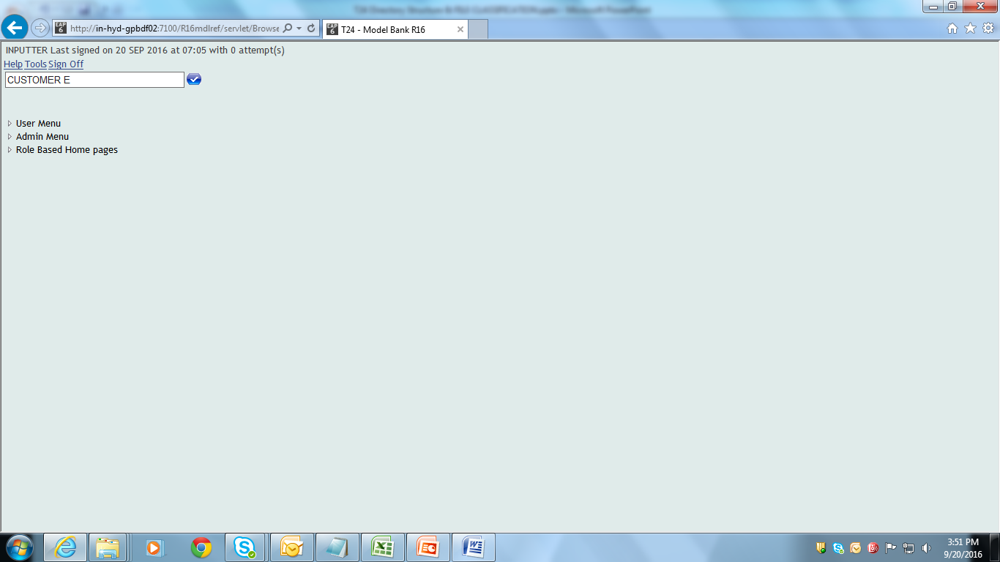 T24 Directory Structure & FILE CLASSIFICATION.pptx - Microsoft PowerPoint
http://in-hyd-gpbdf02:7100/R16mdlref/servlet/Browse
T24 - Model Bank R16
INPUTTER Last signed on 20 SEP 2016 at 07:05 with 0 attempt(s)
Help Tools Sign Off
CUSTOMER E
User Menu
Admin Menu
Role Based Home pages
3:51 PM
9/20/2016